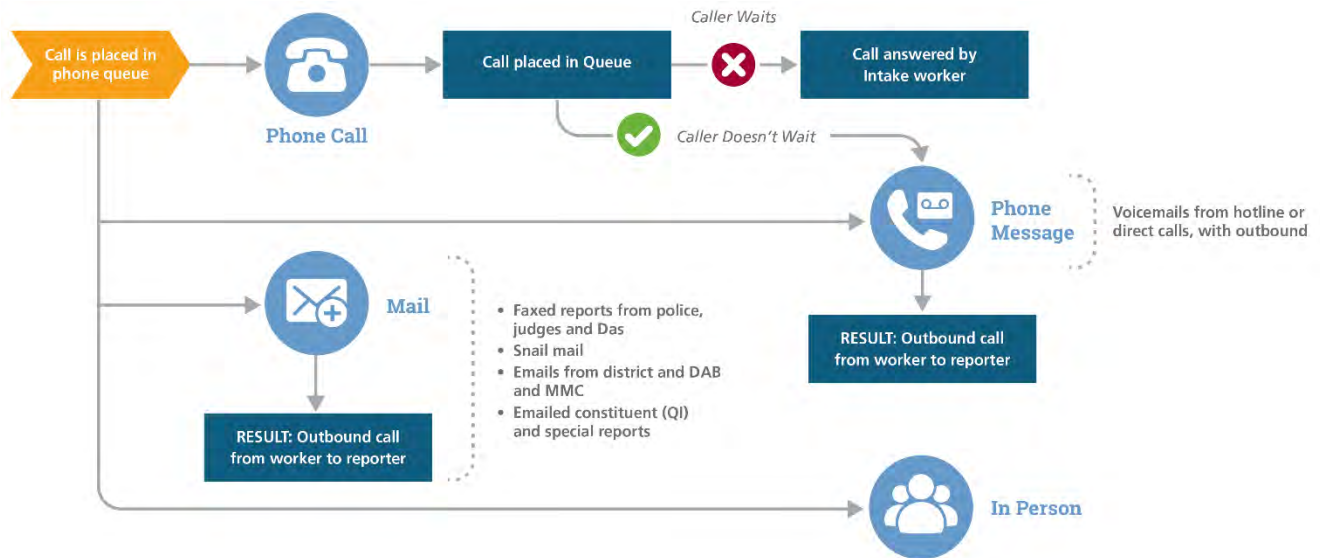 Caller Waits
Call is placed in
phone queue
Call placed in Queue
Call answered by
Intake worker
Phone Call
Caller Doesn't Wait
Phone
Message
Voicemails from hotline or
direct calls, with outbound
Mail
• Faxed reports from police,
judges and Das
• Snail mail
• Emails from district and DAB
and MMC
• Emailed constituent (QI)
and special reports
RESULT: Outbound call
from worker to reporter
RESULT: Outbound call
from worker to reporter
In Person